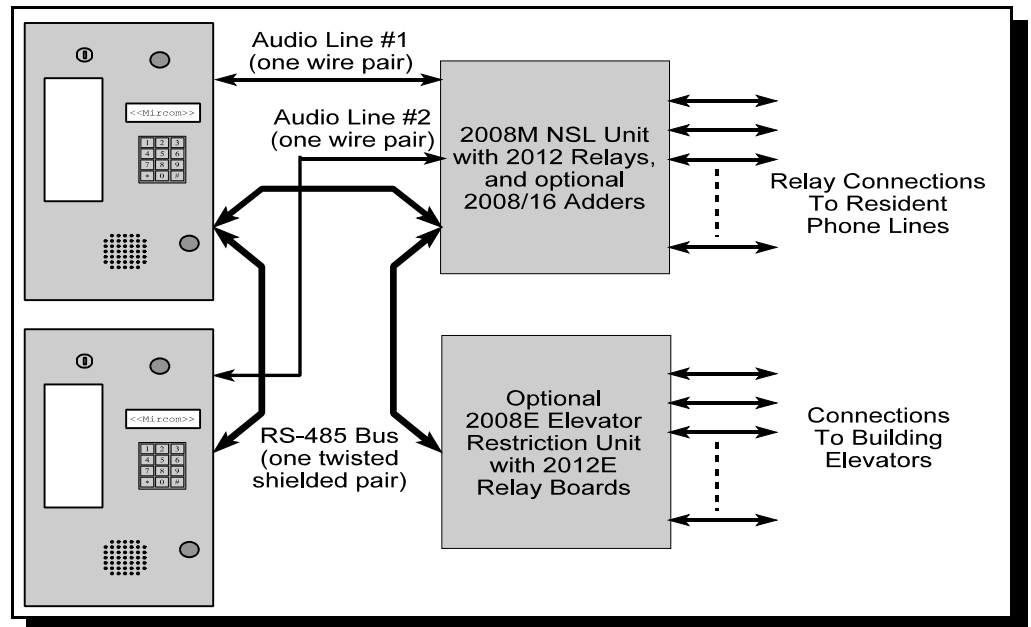 Audio Line #1
(one wire pair)
<<Mircom>>
1 2 3
4 5 6
7 8 9
* 0 #
Audio Line #2
(one wire pair)
2008M NSL Unit
with 2012 Relays,
and optional
2008/16 Adders
Relay Connections
To Resident
Phone Lines
<<Mircom>>
1 2 3
4 5 6
7 8 9
* 0 #
RS-485 Bus
(one twisted
shielded pair)
Optional
2008E Elevator
Restriction Unit
with 2012E
Relay Boards
Connections
To Building
Elevators